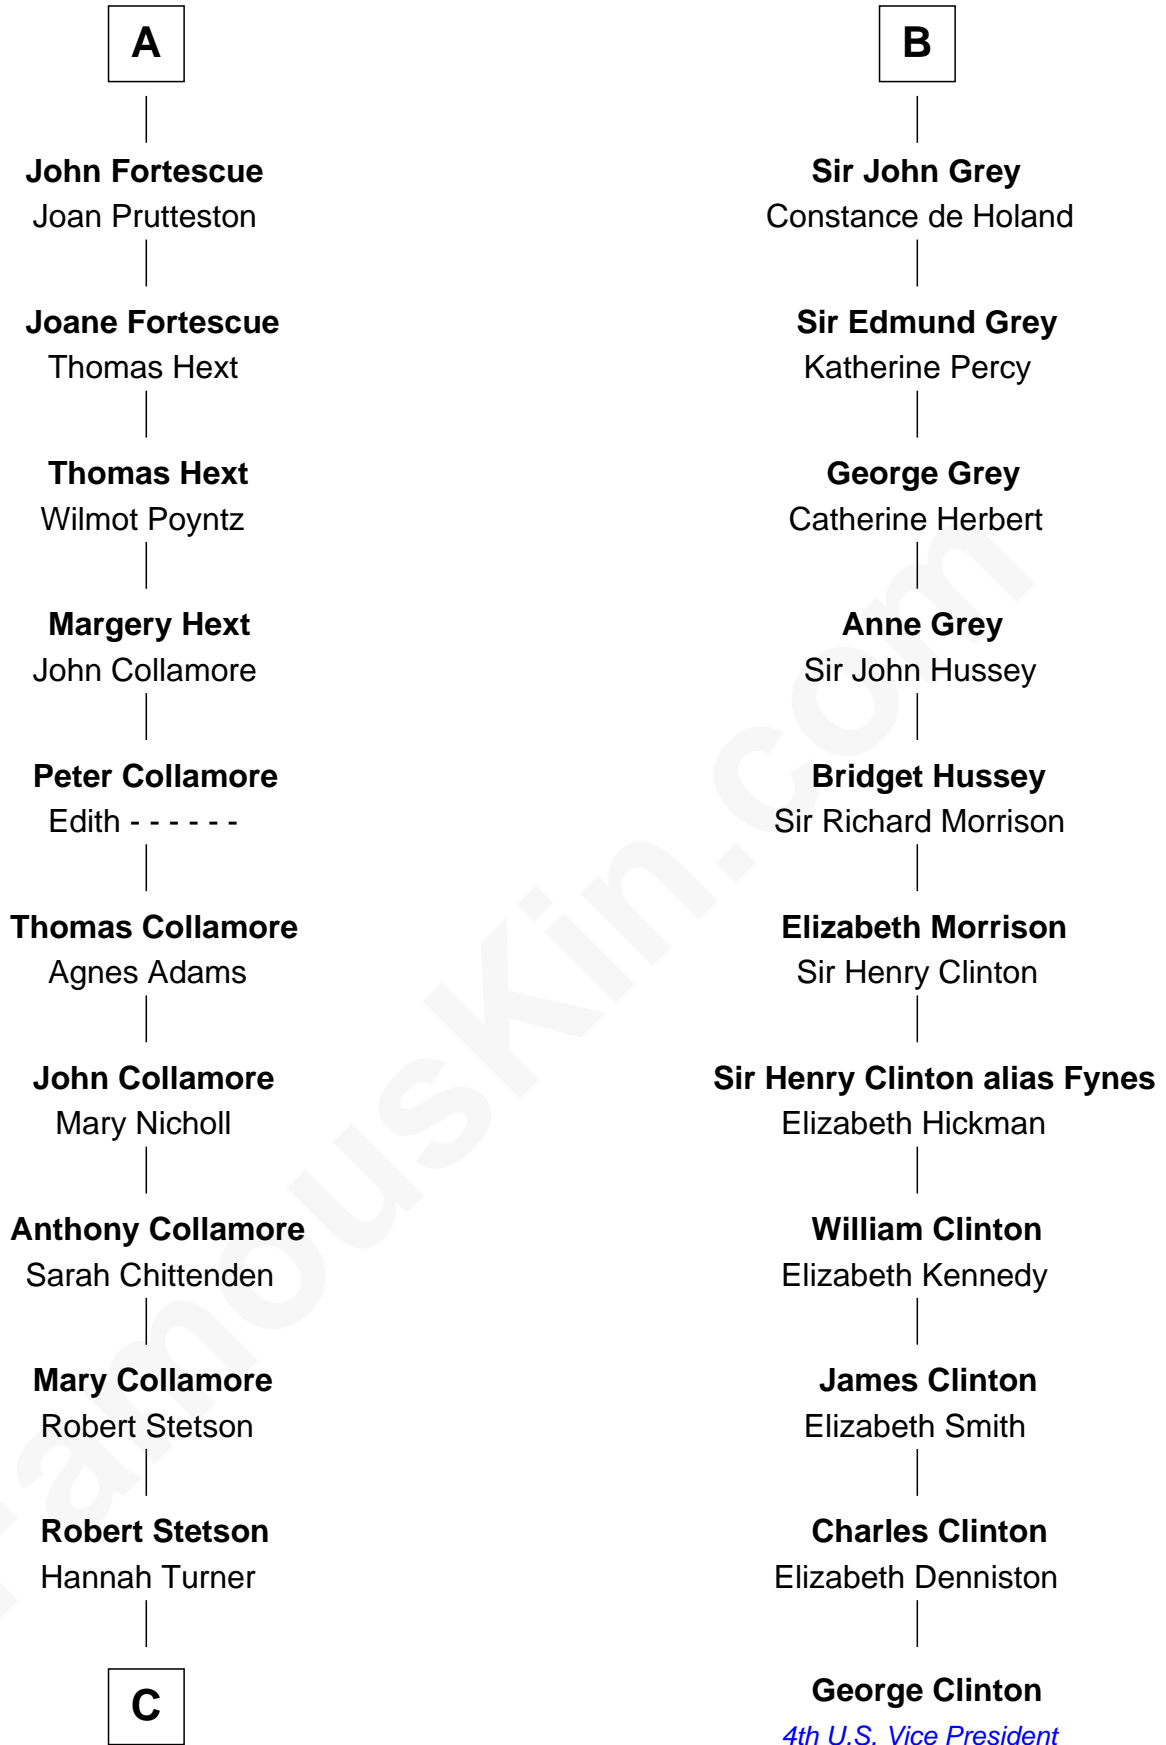 A
John Fortescue
Joan Prutteston
Joane Fortescue
Thomas Hext
Thomas Hext
Wilmot Poyntz
Margery Hext
John Collamore
Peter Collamore
Edith - - - - - -
Thomas Collamore
Agnes Adams
John Collamore
Mary Nicholl
Anthony Collamore
Sarah Chittenden
Mary Collamore
Robert Stetson
Robert Stetson
Hannah Turner
C
B
Sir John Grey
Constance de Holand
Sir Edmund Grey
Katherine Percy
George Grey
Catherine Herbert
Anne Grey
Sir John Hussey
Bridget Hussey
Sir Richard Morrison
Elizabeth Morrison
Sir Henry Clinton
Sir Henry Clinton alias Fynes
Elizabeth Hickman
William Clinton
Elizabeth Kennedy
James Clinton
Elizabeth Smith
Charles Clinton
Elizabeth Denniston
George Clinton
4th U.S. Vice President
FamousKin.com